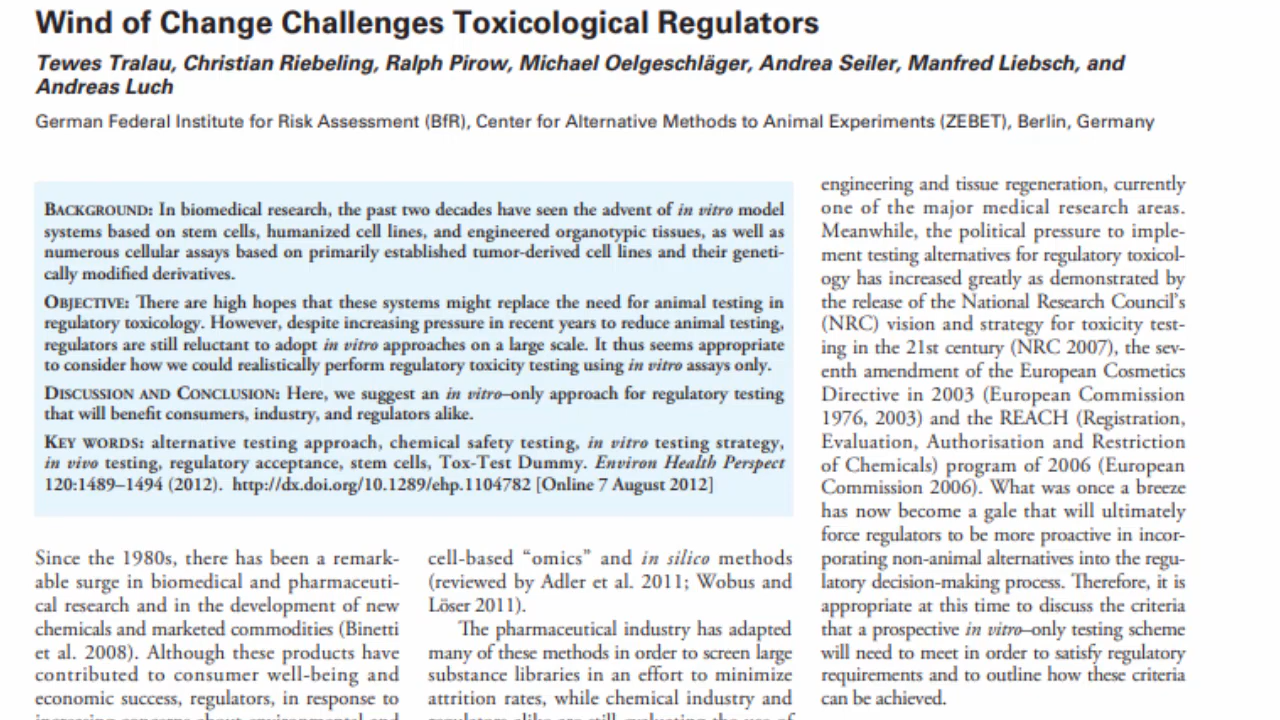 Wind of Change Challenges Toxicological Regulators
Tewes Tralau, Christian Riebeling, Ralph Pirow, Michael Oelgeschläger, Andrea Seiler, Manfred Liebsch, and
Andreas Luch
German Federal Institute for Risk Assessment (BfR), Center for Alternative Methods to Animal Experiments (ZEBET), Berlin, Germany
Background: In biomedical research, the past two decades have seen the advent of in vitro model
systems based on stem cells, humanized cell lines, and engineered organotypic tissues, as well as
numerous cellular assays based on primarily established tumor-derived cell lines and their geneti-
cally modified derivatives.
Objective: There are high hopes that these systems might replace the need for animal testing in
regulatory toxicology. However, despite increasing pressure in recent years to reduce animal testing,
regulators are still reluctant to adopt in vitro approaches on a large scale. It thus seems appropriate
to consider how we could realistically perform regulatory toxicity testing using in vitro assays only.
Discussion and Conclusion: Here, we suggest an in vitro–only approach for regulatory testing
that will benefit consumers, industry, and regulators alike.
Key words: alternative testing approach, chemical safety testing, in vitro testing strategy,
in vivo testing, regulatory acceptance, stem cells, Tox-Test Dummy. Environ Health Perspect
120:1489–1494 (2012). http://dx.doi.org/10.1289/ehp.1104782 [Online 7 August 2012]
Since the 1980s, there has been a remark-
able surge in biomedical and pharmaceuti-
cal research and in the development of new
chemicals and marketed commodities (Binetti
et al. 2008). Although these products have
contributed to consumer well-being and
economic success, regulators, in response to
increasing concerns about environmental and
cell-based “omics” and in silico methods
(reviewed by Adler et al. 2011; Wobus and
Löser 2011).
The pharmaceutical industry has adapted
many of these methods in order to screen large
substance libraries in an effort to minimize
attrition rates, while chemical industry and
regulators alike are still evaluating the use of
engineering and tissue regeneration, currently
one of the major medical research areas.
Meanwhile, the political pressure to imple-
ment testing alternatives for regulatory toxicol-
ogy has increased greatly as demonstrated by
the release of the National Research Council’s
(NRC) vision and strategy for toxicity test-
ing in the 21st century (NRC 2007), the sev-
enth amendment of the European Cosmetics
Directive in 2003 (European Commission
1976, 2003) and the REACH (Registration,
Evaluation, Authorisation and Restriction
of Chemicals) program of 2006 (European
Commission 2006). What was once a breeze
has now become a gale that will ultimately
force regulators to be more proactive in incor-
porating non-animal alternatives into the regu-
latory decision-making process. Therefore, it is
appropriate at this time to discuss the criteria
that a prospective in vitro–only testing scheme
will need to meet in order to satisfy regulatory
requirements and to outline how these criteria
can be achieved.